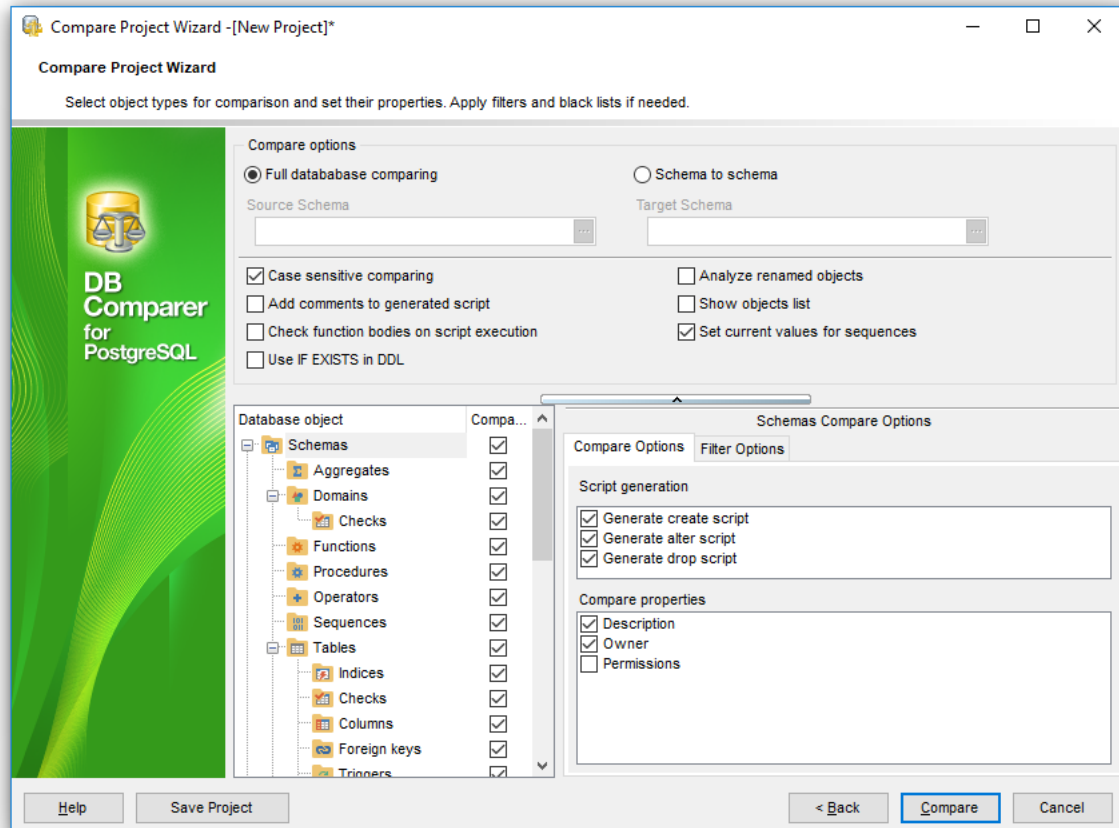 Compare Project Wizard -[New Project]*
Compare Project Wizard
Select object types for comparison and set their properties. Apply filters and black lists if needed.
DB
Comparer
for
PostgreSQL
Compare options
Full datababase comparing
Schema to schema
Source Schema
Target Schema
Case sensitive comparing
Analyze renamed objects
Add comments to generated script
Show objects list
Check function bodies on script execution
Set current values for sequences
Use IF EXISTS in DDL
Database object
Compa...
Schemas
Aggregates
Domains
Checks
Functions
Procedures
Operators
Sequences
Tables
Indices
Checks
Columns
Foreign keys
Triggers
Schemas Compare Options
Compare Options
Filter Options
Script generation
Generate create script
Generate alter script
Generate drop script
Compare properties
Description
Owner
Permissions
Help
Save Project
< Back
Compare
Cancel